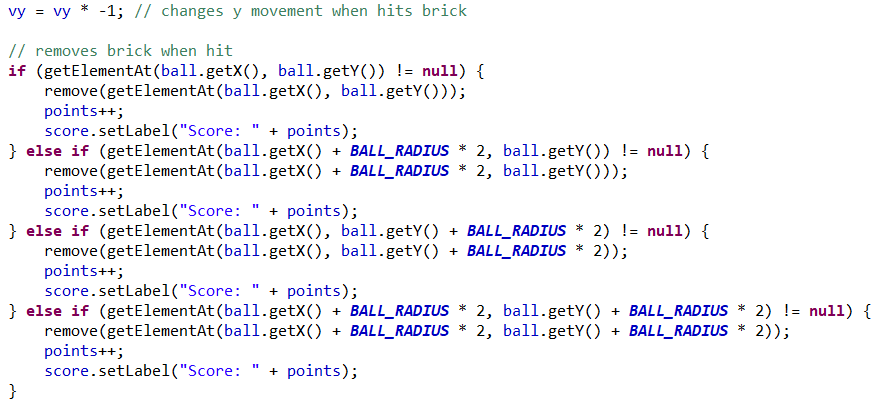 vy = vy * -1; // changes y movement when hits brick

// removes brick when hit
if (getElementAt(ball.getX(), ball.getY()) != null) {
    remove(getElementAt(ball.getX(), ball.getY()));
    points++;
    score.setLabel("Score: " + points);
} else if (getElementAt(ball.getX() + BALL_RADIUS * 2, ball.getY()) != null) {
    remove(getElementAt(ball.getX() + BALL_RADIUS * 2, ball.getY()));
    points++;
    score.setLabel("Score: " + points);
} else if (getElementAt(ball.getX(), ball.getY() + BALL_RADIUS * 2) != null) {
    remove(getElementAt(ball.getX(), ball.getY() + BALL_RADIUS * 2));
    points++;
    score.setLabel("Score: " + points);
} else if (getElementAt(ball.getX() + BALL_RADIUS * 2, ball.getY() + BALL_RADIUS * 2) != null) {
    remove(getElementAt(ball.getX() + BALL_RADIUS * 2, ball.getY() + BALL_RADIUS * 2));
    points++;
    score.setLabel("Score: " + points);
}